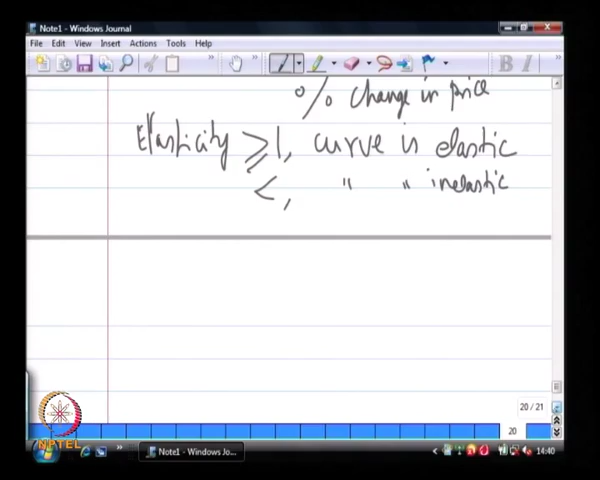 Note1 - Windows Journal
File Edit View Insert Actions Tools Help
B I
% change in price
Elasticity ⩾ 1, curve is elastic
< , " " inelastic
20 / 21
20
NPTEL
Note1 - Windows Jo...
14:40